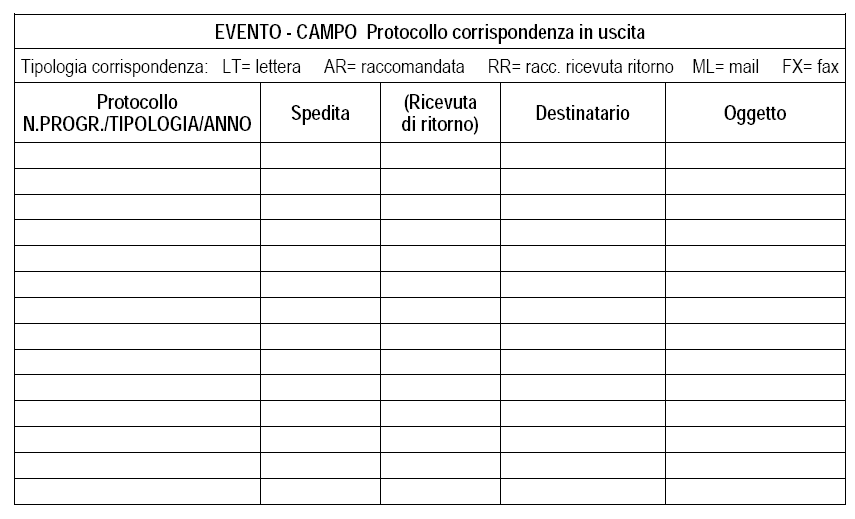 EVENTO - CAMPO Protocollo corrispondenza in uscita
Tipologia corrispondenza: LT= lettera AR= raccomandata RR= racc. ricevuta ritorno ML= mail FX= fax
Protocollo
N.PROGR./TIPOLOGIA/ANNO
Spedita
(Ricevuta
di ritorno)
Destinatario
Oggetto